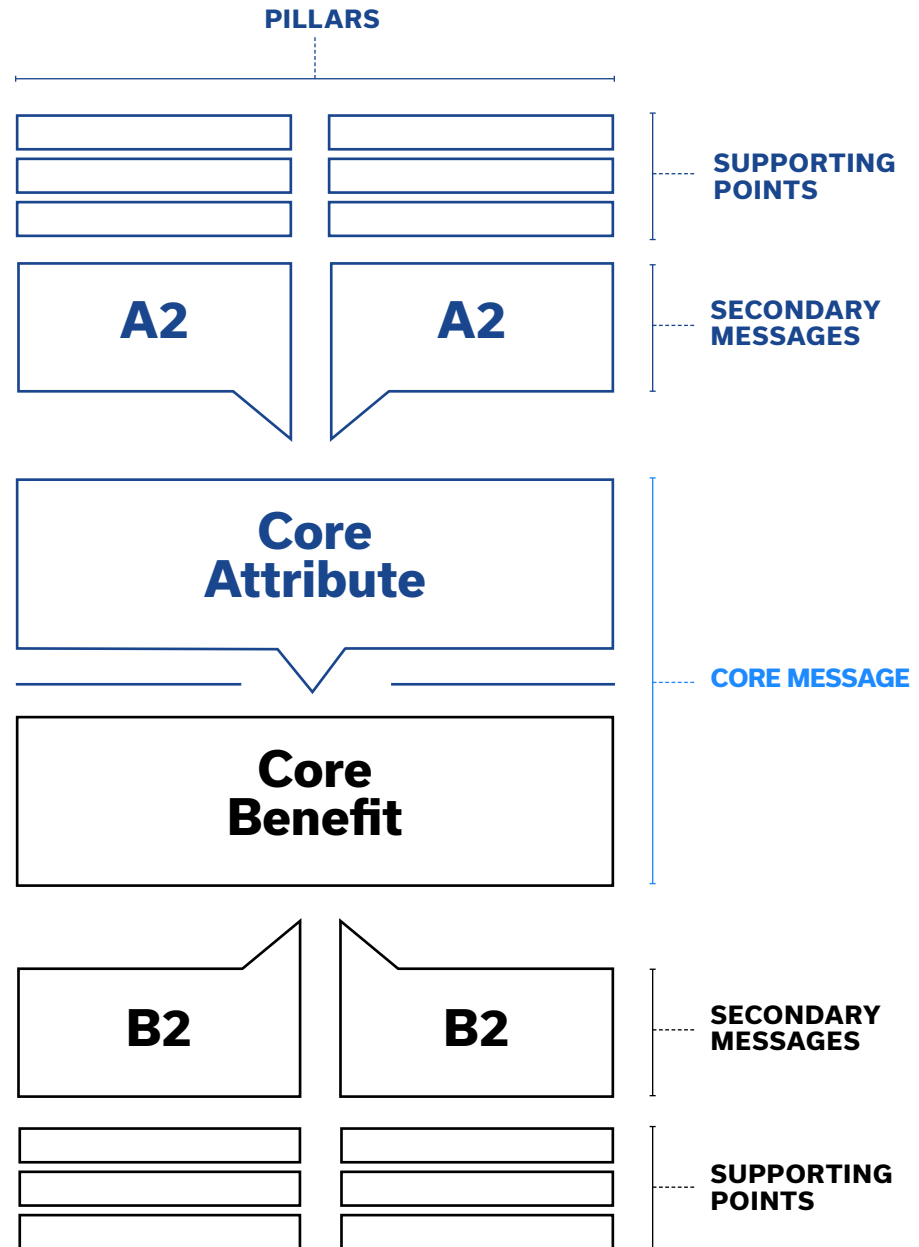 PILLARS
SUPPORTING
POINTS
A2
A2
SECONDARY
MESSAGES
Core
Attribute
CORE MESSAGE
Core
Benefit
B2
B2
SECONDARY
MESSAGES
SUPPORTING
POINTS